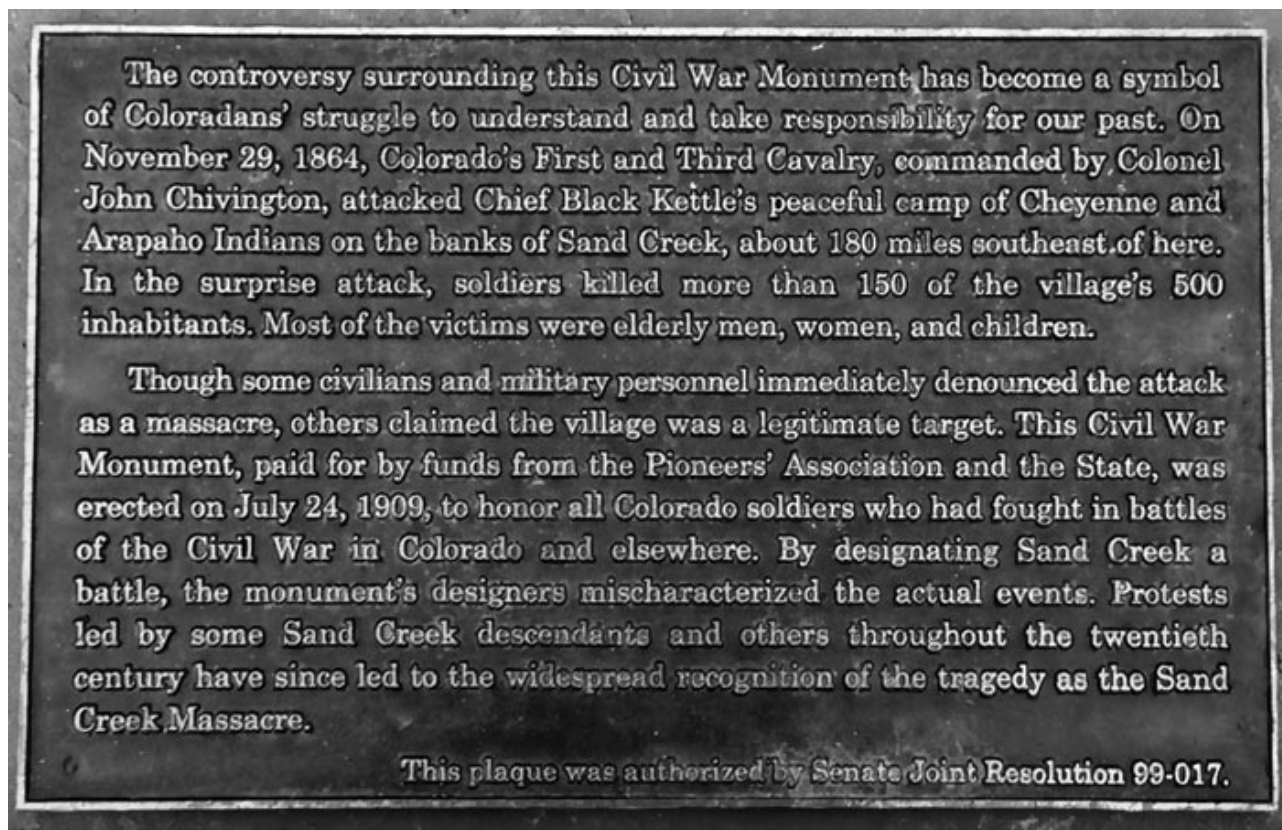 The controversy surrounding this Civil War Monument has become a symbol
of Coloradans' struggle to understand and take responsibility for our past. On
November 29, 1864, Colorado's First and Third Cavalry, commanded by Colonel
John Chivington, attacked Chief Black Kettle's peaceful camp of Cheyenne and
Arapaho Indians on the banks of Sand Creek, about 180 miles southeast of here.
In the surprise attack, soldiers killed more than 150 of the village's 500
inhabitants. Most of the victims were elderly men, women, and children.
Though some civilians and military personnel immediately denounced the attack
as a massacre, others claimed the village was a legitimate target. This Civil War
Monument, paid for by funds from the Pioneers' Association and the State, was
erected on July 24, 1909, to honor all Colorado soldiers who had fought in battles
of the Civil War in Colorado and elsewhere. By designating Sand Creek a
battle, the monument's designers mischaracterized the actual events. Protests
led by some Sand Creek descendants and others throughout the twentieth
century have since led to the widespread recognition of the tragedy as the Sand
Creek Massacre.
This plaque was authorized by Senate Joint Resolution 99-017.